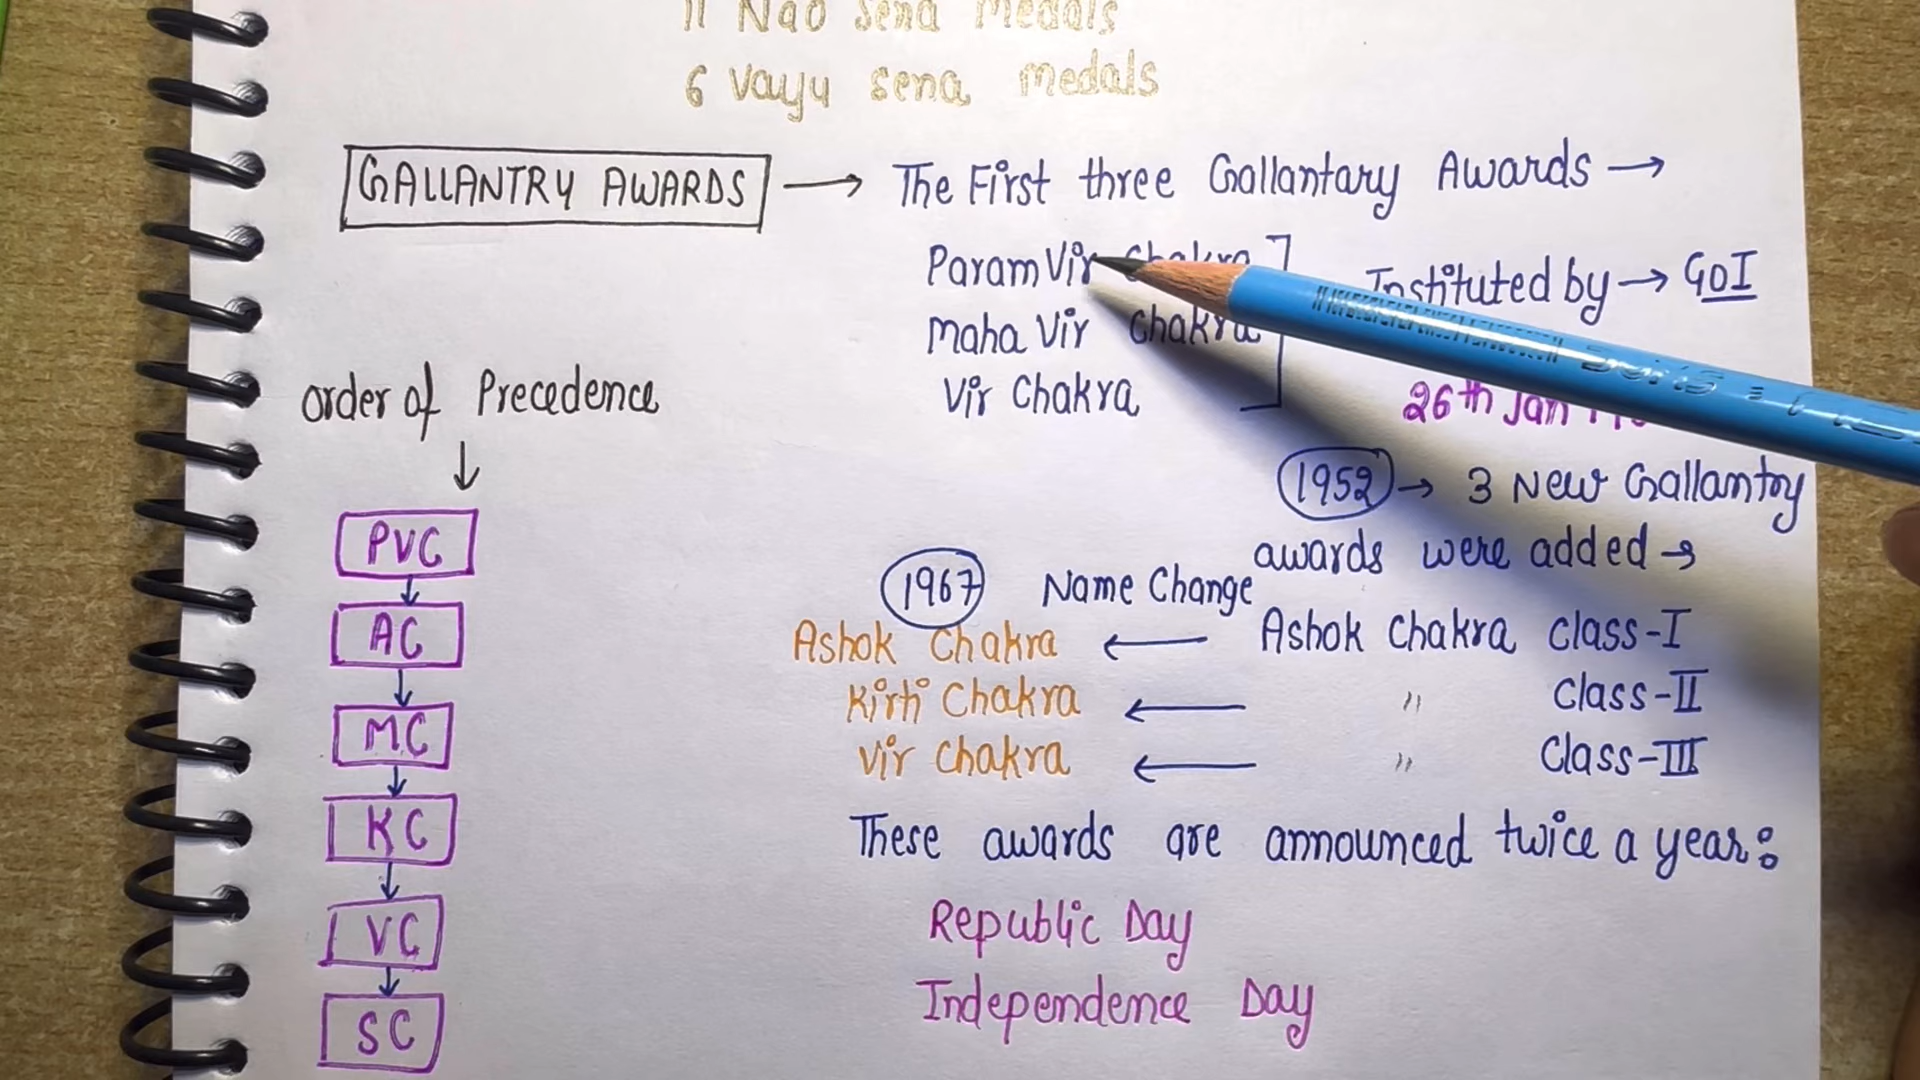 11 Nao Sena Medals
6 Vayu Sena Medals
GALLANTRY AWARDS → The First three Gallantary Awards →
Param Vir Chakra
Maha Vir Chakra
Vir Chakra
Instituted by → GOI
26th Jan
Order of Precedence
↓
1952 → 3 New Gallantry
awards were added →
1967 Name Change
Ashok Chakra ← Ashok Chakra Class-I
Kirti Chakra ← " Class-II
Vir Chakra ← " Class-III
These awards are announced twice a year:
Republic Day
Independence Day
PVC
AC
MC
KC
VC
SC